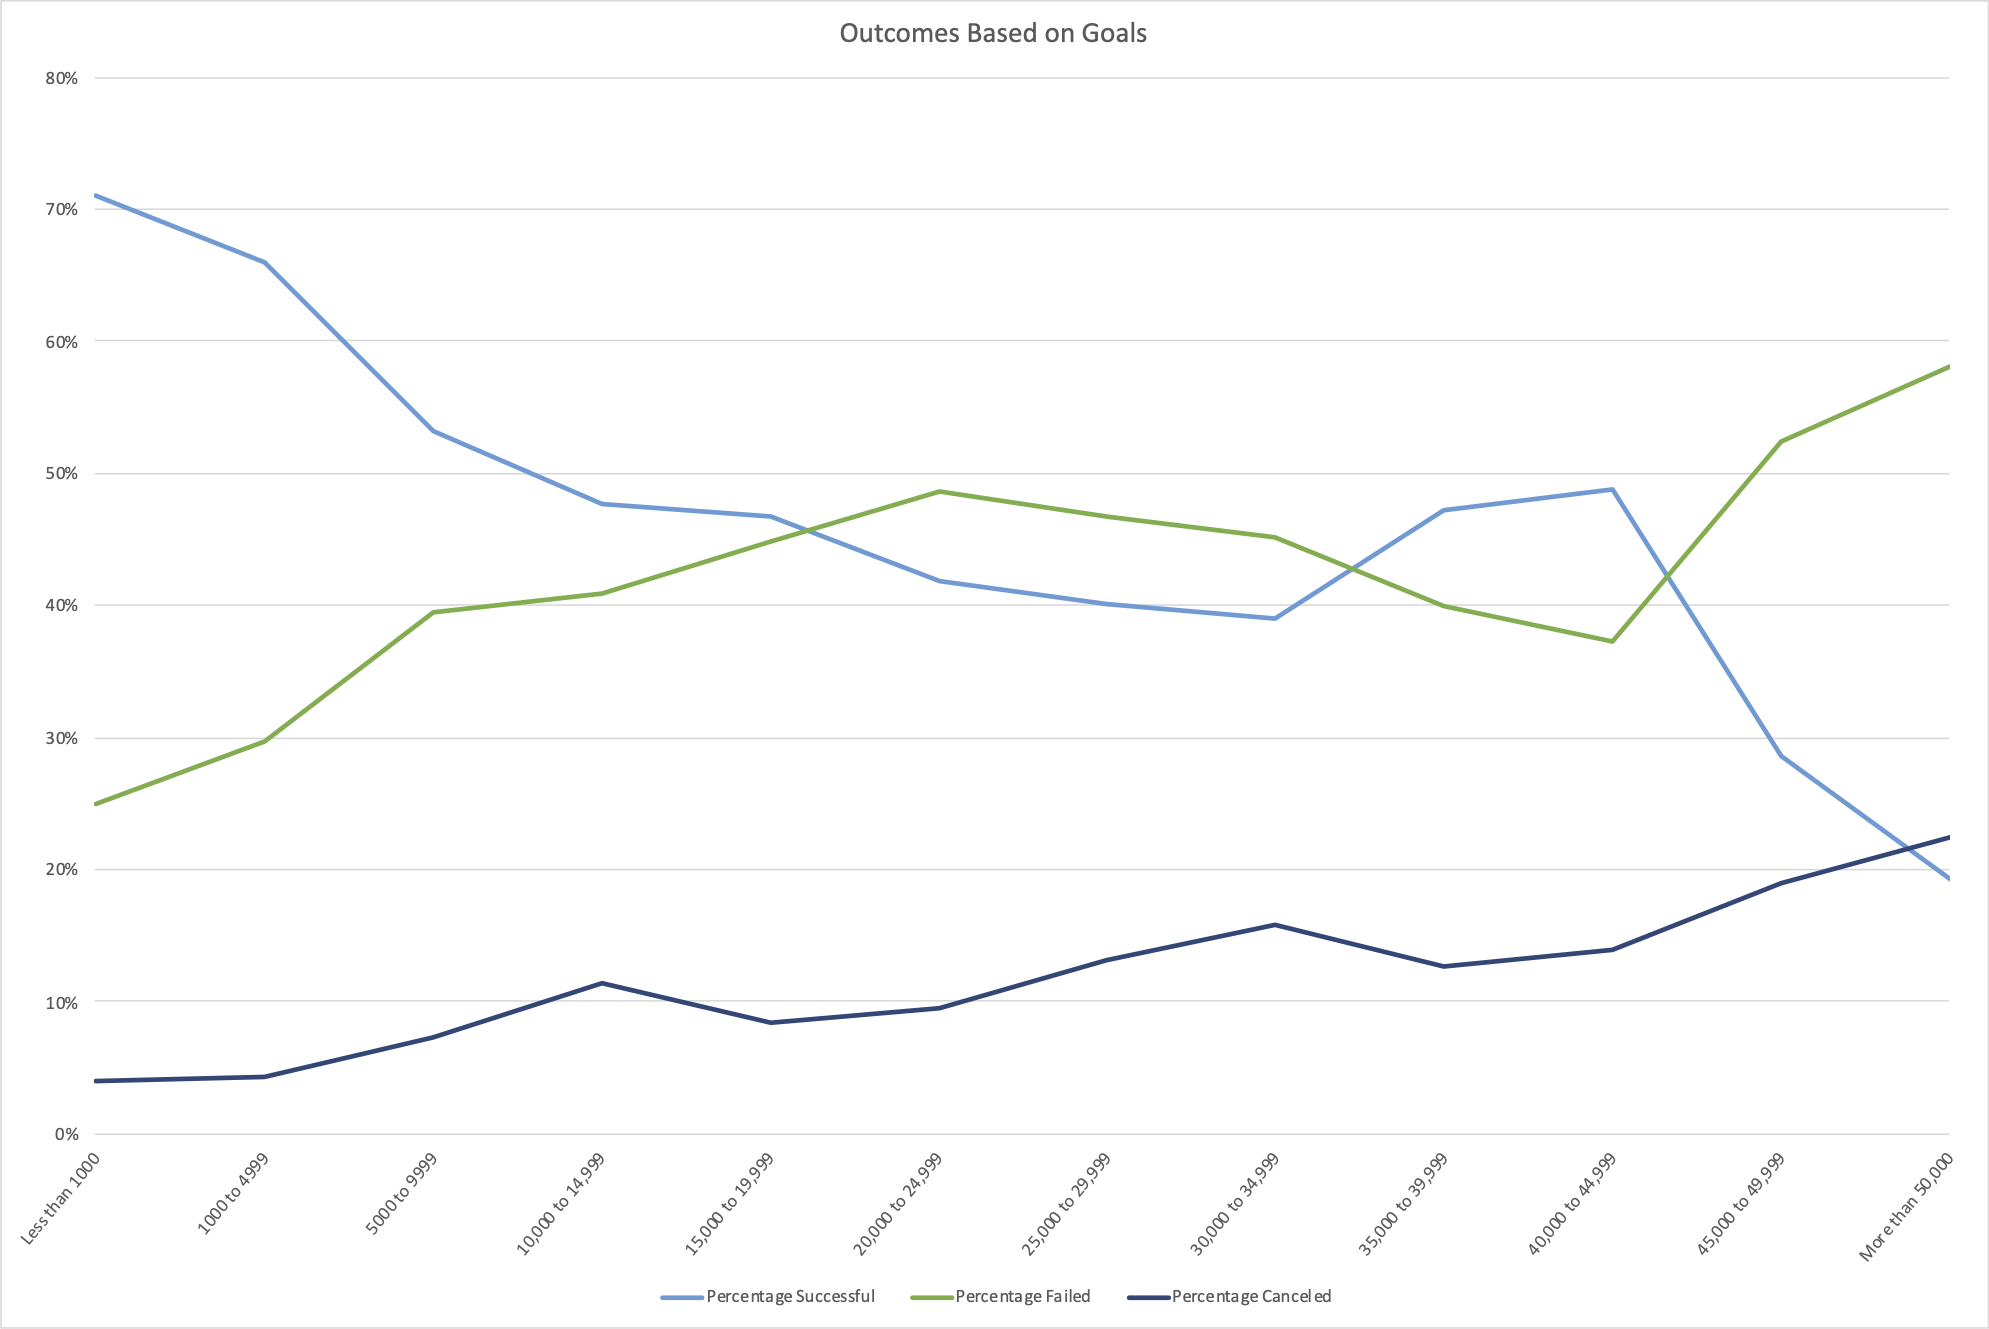 Outcomes Based on Goals
80%
70%
60%
50%
40%
30%
20%
10%
0%
Less than 1000
1000 to 4999
5000 to 9999
10,000 to 14,999
15,000 to 19,999
20,000 to 24,999
25,000 to 29,999
30,000 to 34,999
35,000 to 39,999
40,000 to 44,999
45,000 to 49,999
More than 50,000
Percentage Successful
Percentage Failed
Percentage Canceled